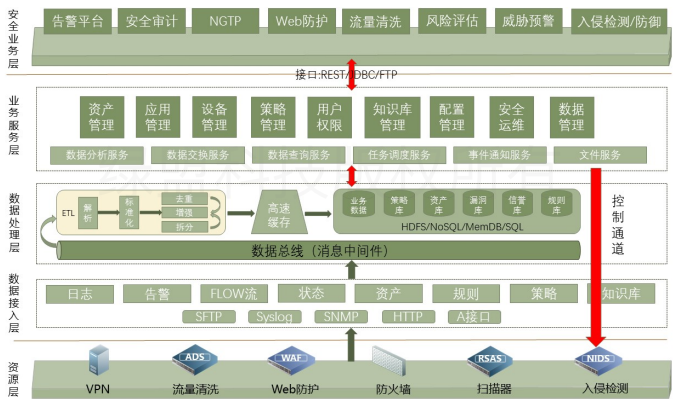 安全业务层
告警平台 安全审计 NGTP Web防护 流量清洗 风险评估 威胁预警 入侵检测/防御
接口:REST/JDBC/FTP
业务服务层
资产管理 应用管理 设备管理 策略管理 用户权限 知识库管理 配置管理 安全运维 数据管理
数据分析服务 数据交换服务 数据查询服务 任务调度服务 事件通知服务 文件服务
数据处理层
ETL 解析 标准化 去重 增强 拆分
高速缓存
业务数据 策略库 资产库 漏洞库 信誉库 规则库
HDFS/NoSQL/MemDB/SQL
数据总线（消息中间件）
控制通道
数据接入层
日志 告警 FLOW流 状态 资产 规则 策略 知识库
SFTP Syslog SNMP HTTP A接口
资源层
ADS WAF RSAS NIDS
VPN 流量清洗 Web防护 防火墙 扫描器 入侵检测